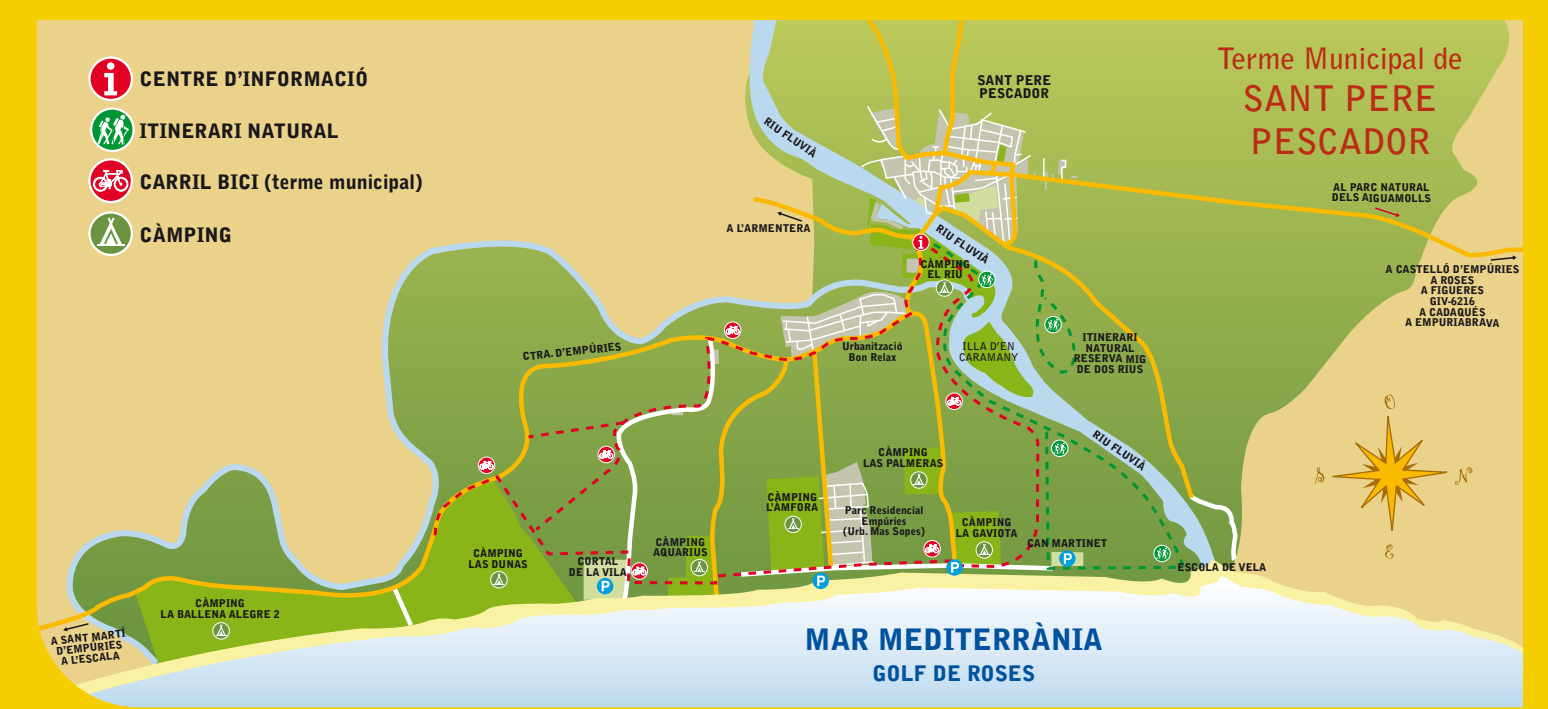 CENTRE D'INFORMACIÓ
ITINERARI NATURAL
CARRIL BICI (terme municipal)
CÀMPING
Terme Municipal de
SANT PERE
PESCADOR
SANT PERE
PESCADOR
RIU FLUVIÀ
AL PARC NATURAL
DELS AIGUAMOLLS
A L'ARMENTERA
RIU FLUVIÀ
A CASTELLÓ D'EMPÚRIES
A ROSES
A FIGUERES
GIV-6216
A CADAQUÉS
A EMPURIABRAVA
i
CÀMPING
EL RIU
CTRA. D'EMPÚRIES
Urbanització
Bon Relax
ILLA D'EN
CARAMANY
ITINERARI
NATURAL
RESERVA MIG
DE DOS RIUS
RIU FLUVIÀ
O
S
N
E
CÀMPING
LAS PALMERAS
CÀMPING
L'ÀMFORA
Parc Residencial
Empúries
(Urb. Mas Sopes)
CÀMPING
LA GAVIOTA
CAN MARTINET
P
CÀMPING
AQUARIUS
CÀMPING
LAS DUNAS
CORTAL
DE LA VILA
P
P
P
ESCOLA DE VELA
CÀMPING
LA BALLENA ALEGRE 2
A SANT MARTÍ
D'EMPÚRIES
A L'ESCALA
MAR MEDITERRÀNIA
GOLF DE ROSES